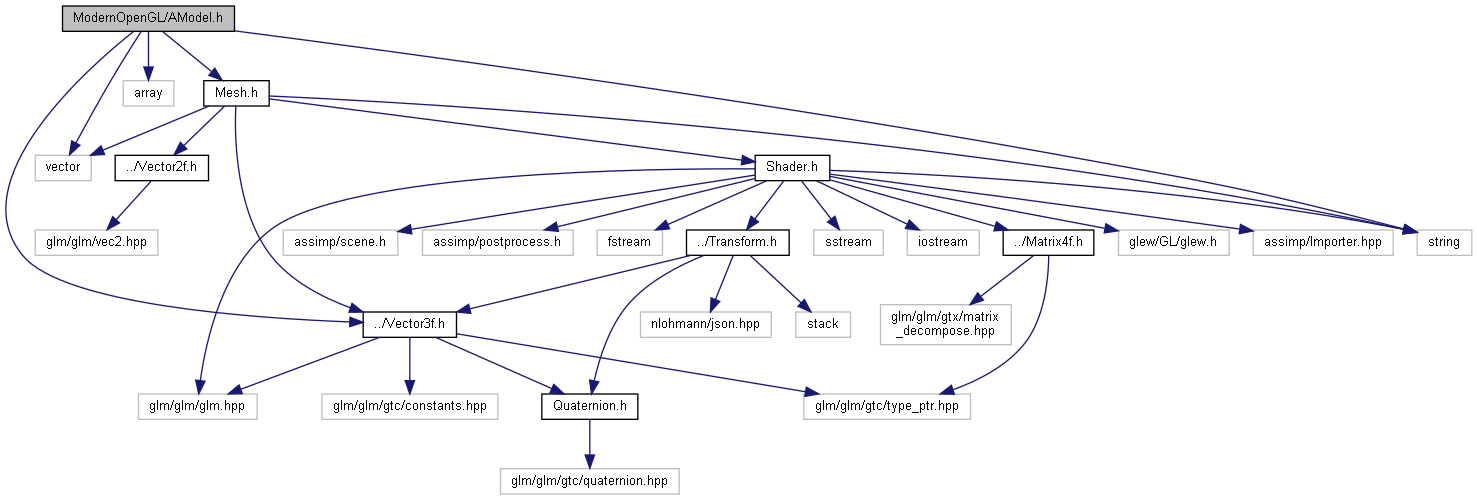 ModernOpenGL/AModel.h
array
Mesh.h
vector
../Vector2f.h
Shader.h
glm/glm/vec2.hpp
assimp/scene.h
assimp/postprocess.h
fstream
../Transform.h
sstream
iostream
../Matrix4f.h
glew/GL/glew.h
assimp/Importer.hpp
string
../Vector3f.h
nlohmann/json.hpp
stack
glm/glm/gtx/matrix
_decompose.hpp
glm/glm/glm.hpp
glm/glm/gtc/constants.hpp
Quaternion.h
glm/glm/gtc/type_ptr.hpp
glm/glm/gtc/quaternion.hpp